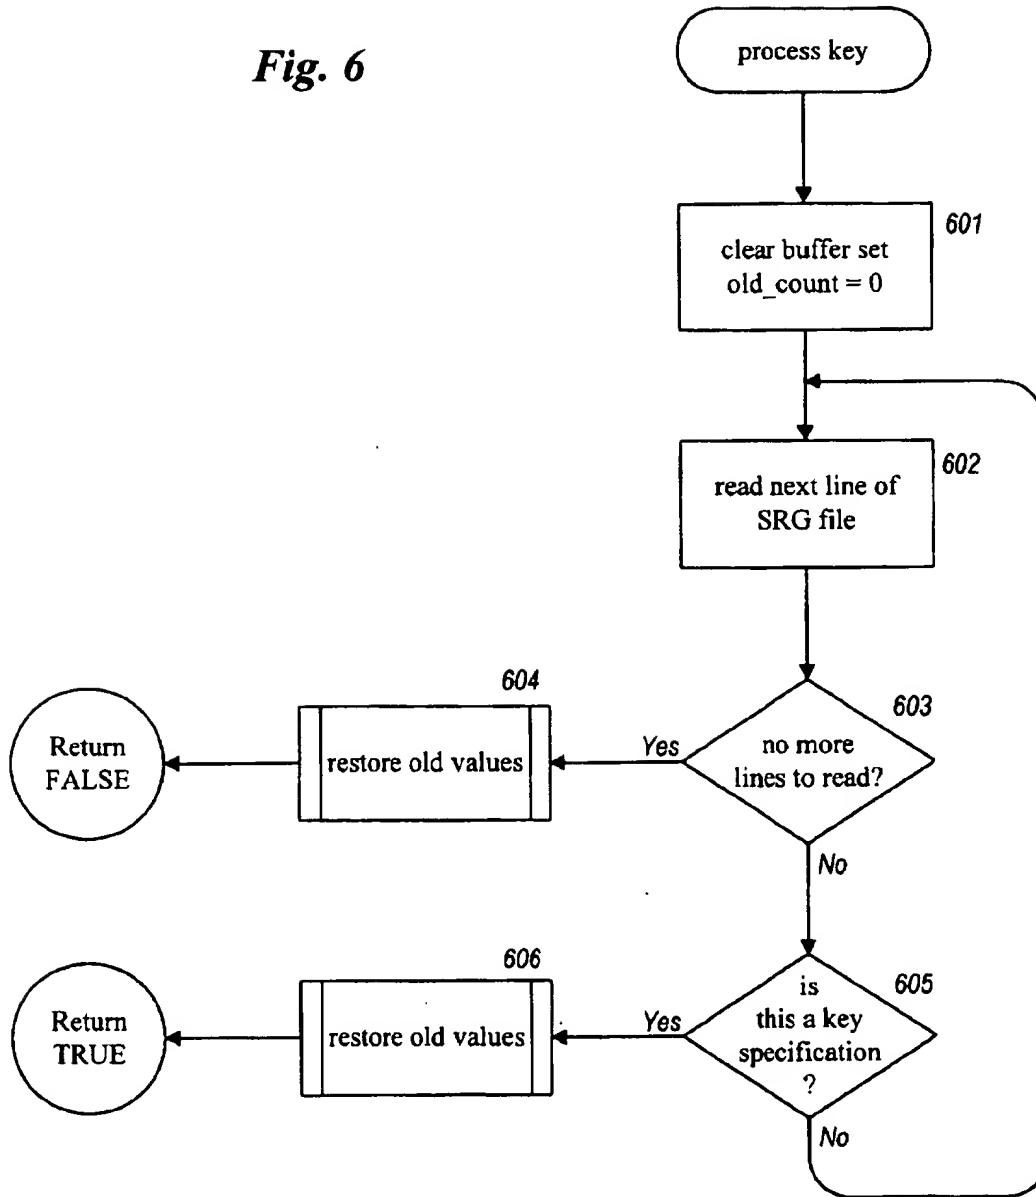 Fig. 6
process key
601
clear buffer set
old_count = 0
602
read next line of
SRG file
603
no more
lines to read?
Yes
604
restore old values
Return
FALSE
No
605
is
this a key
specification
?
Yes
606
restore old values
Return
TRUE
No